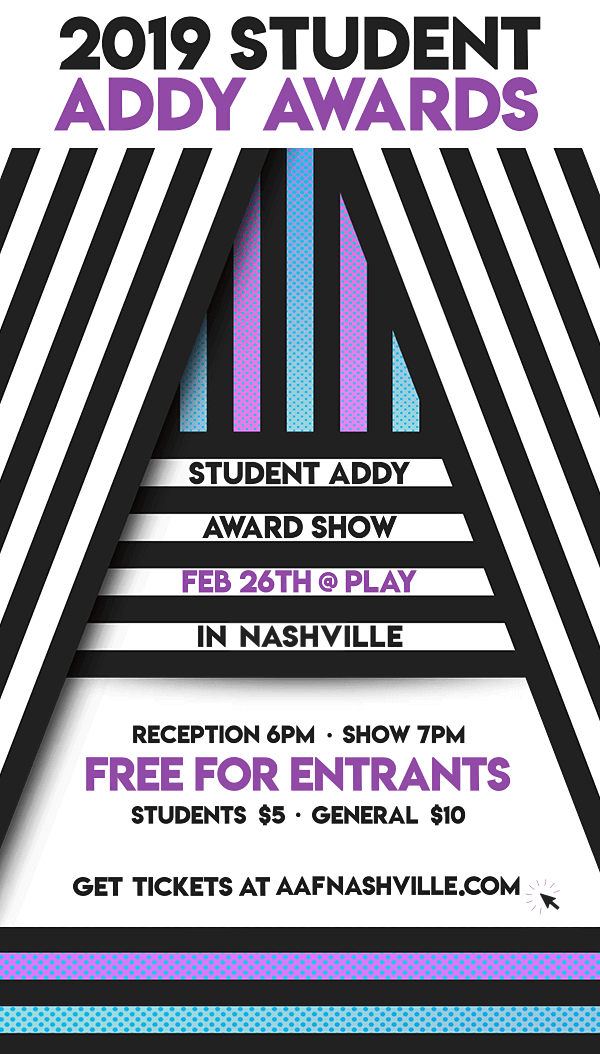 2019 STUDENT
ADDY AWARDS
STUDENT ADDY
AWARD SHOW
FEB 26TH @ PLAY
IN NASHVILLE
RECEPTION 6PM · SHOW 7PM
FREE FOR ENTRANTS
STUDENTS $5 · GENERAL $10
GET TICKETS AT AAFNASHVILLE.COM